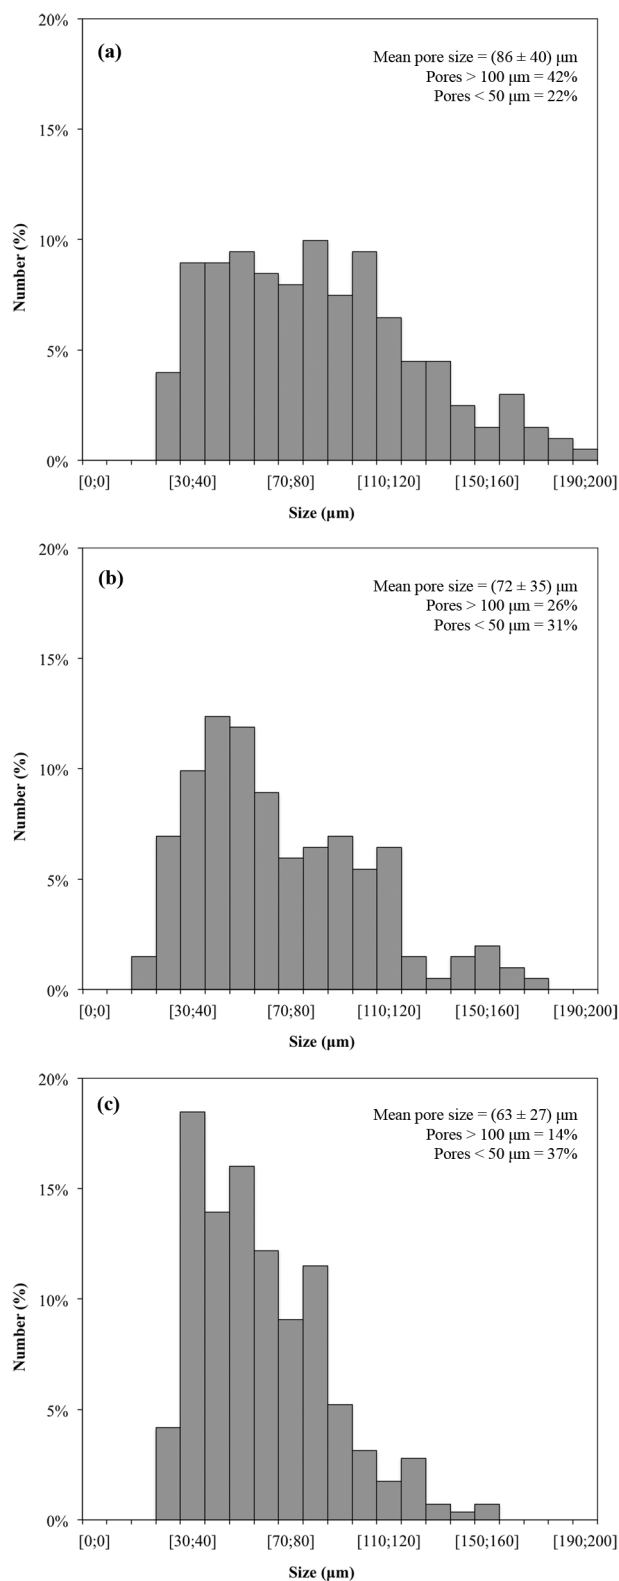 20%
(a)
Mean pore size = (86 ± 40) μm
Pores > 100 μm = 42%
Pores < 50 μm = 22%
15%
10%
5%
0%
Number (%)
[0;0] [30;40] [70;80] [110;120] [150;160] [190;200]
Size (μm)
20%
(b)
Mean pore size = (72 ± 35) μm
Pores > 100 μm = 26%
Pores < 50 μm = 31%
15%
10%
5%
0%
Number (%)
[0;0] [30;40] [70;80] [110;120] [150;160] [190;200]
Size (μm)
20%
(c)
Mean pore size = (63 ± 27) μm
Pores > 100 μm = 14%
Pores < 50 μm = 37%
15%
10%
5%
0%
Number (%)
[0;0] [30;40] [70;80] [110;120] [150;160] [190;200]
Size (μm)